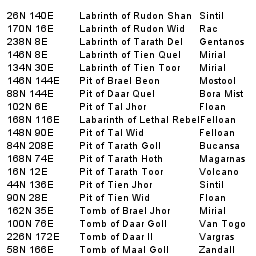 26N 140E Labrinth of Rudon Shan Sintil
170N 16E Labrinth of Rudon Wid Rac
238N 8E Labrinth of Tarath Del Gentanos
146N 8E Labrinth of Tien Quel Mirial
134N 30E Labrinth of Tien Toor Mirial
146N 144E Pit of Brael Beon Mostool
88N 144E Pit of Daar Quel Bora Mist
102N 6E Pit of Tal Jhor Floan
168N 116E Labarinth of Lethal Rebel Felloan
148N 90E Pit of Tal Wid Felloan
84N 208E Pit of Tarath Goll Bucansa
168N 74E Pit of Tarath Hoth Magarnas
16N 12E Pit of Tarath Toor Volcano
44N 136E Pit of Tien Jhor Sintil
90N 28E Pit of Tien Wid Floan
162N 35E Tomb of Brael Jhor Mirial
100N 76E Tomb of Daar Goll Van Togo
226N 172E Tomb of Daar II Vargras
58N 166E Tomb of Maal Goll Zandall